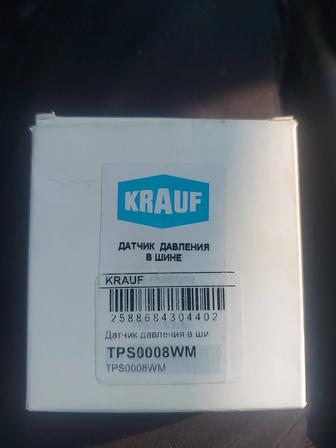 KRAUF
ДАТЧИК ДАВЛЕНИЯ
В ШИНЕ
KRAUF
2588684304402
Датчик давления в ши
TPS0008WM
TPS0008WM